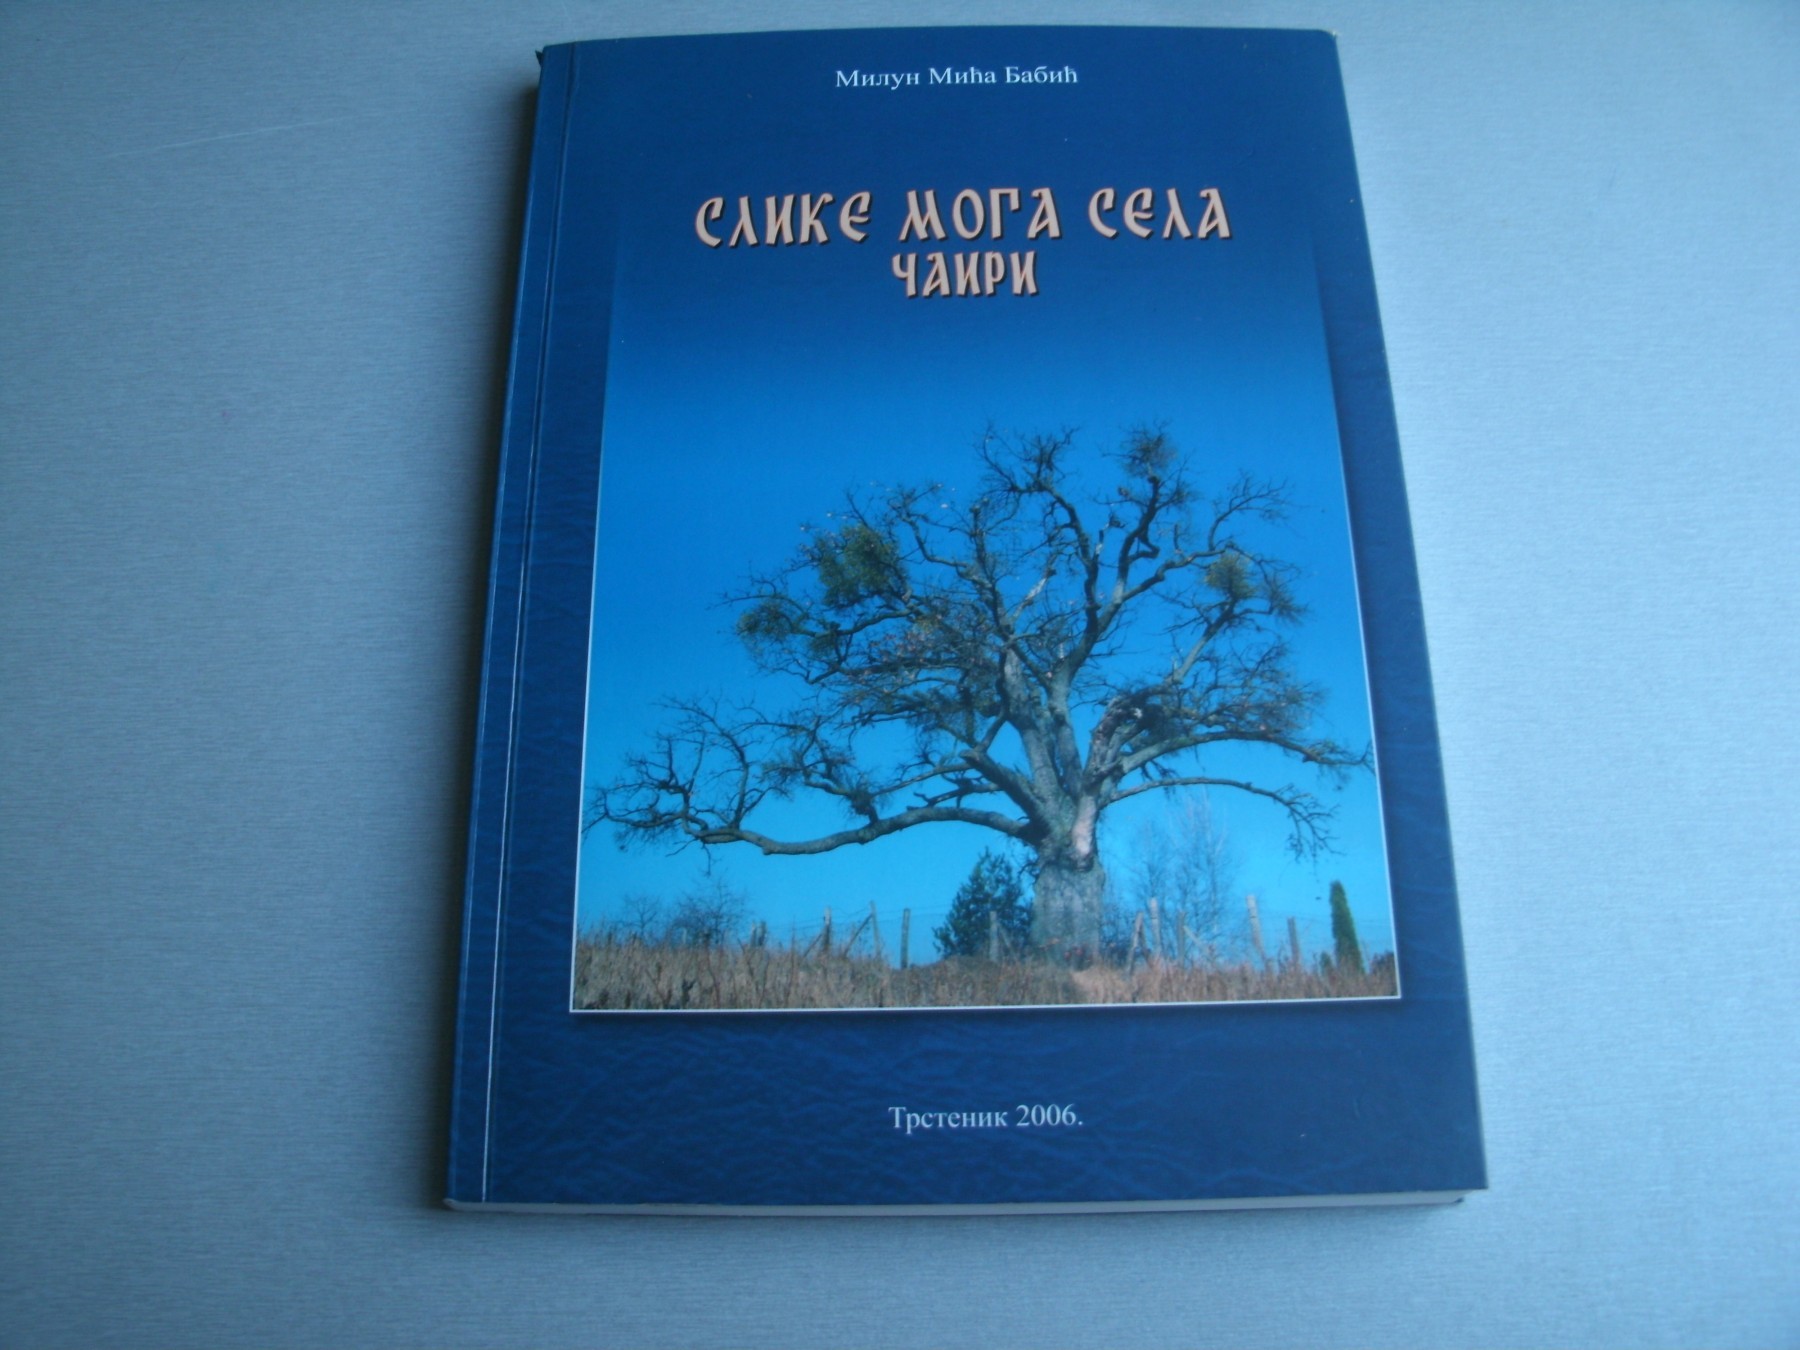 Милун Мића Бабић
СЛИКЕ МОГА СЕЛА
ЧАИРИ
Трстеник 2006.